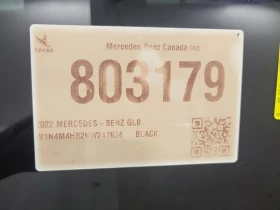 Mercedes-Benz Canada Inc
803179
2022 MERCEDES-BENZ GLB
BLACK